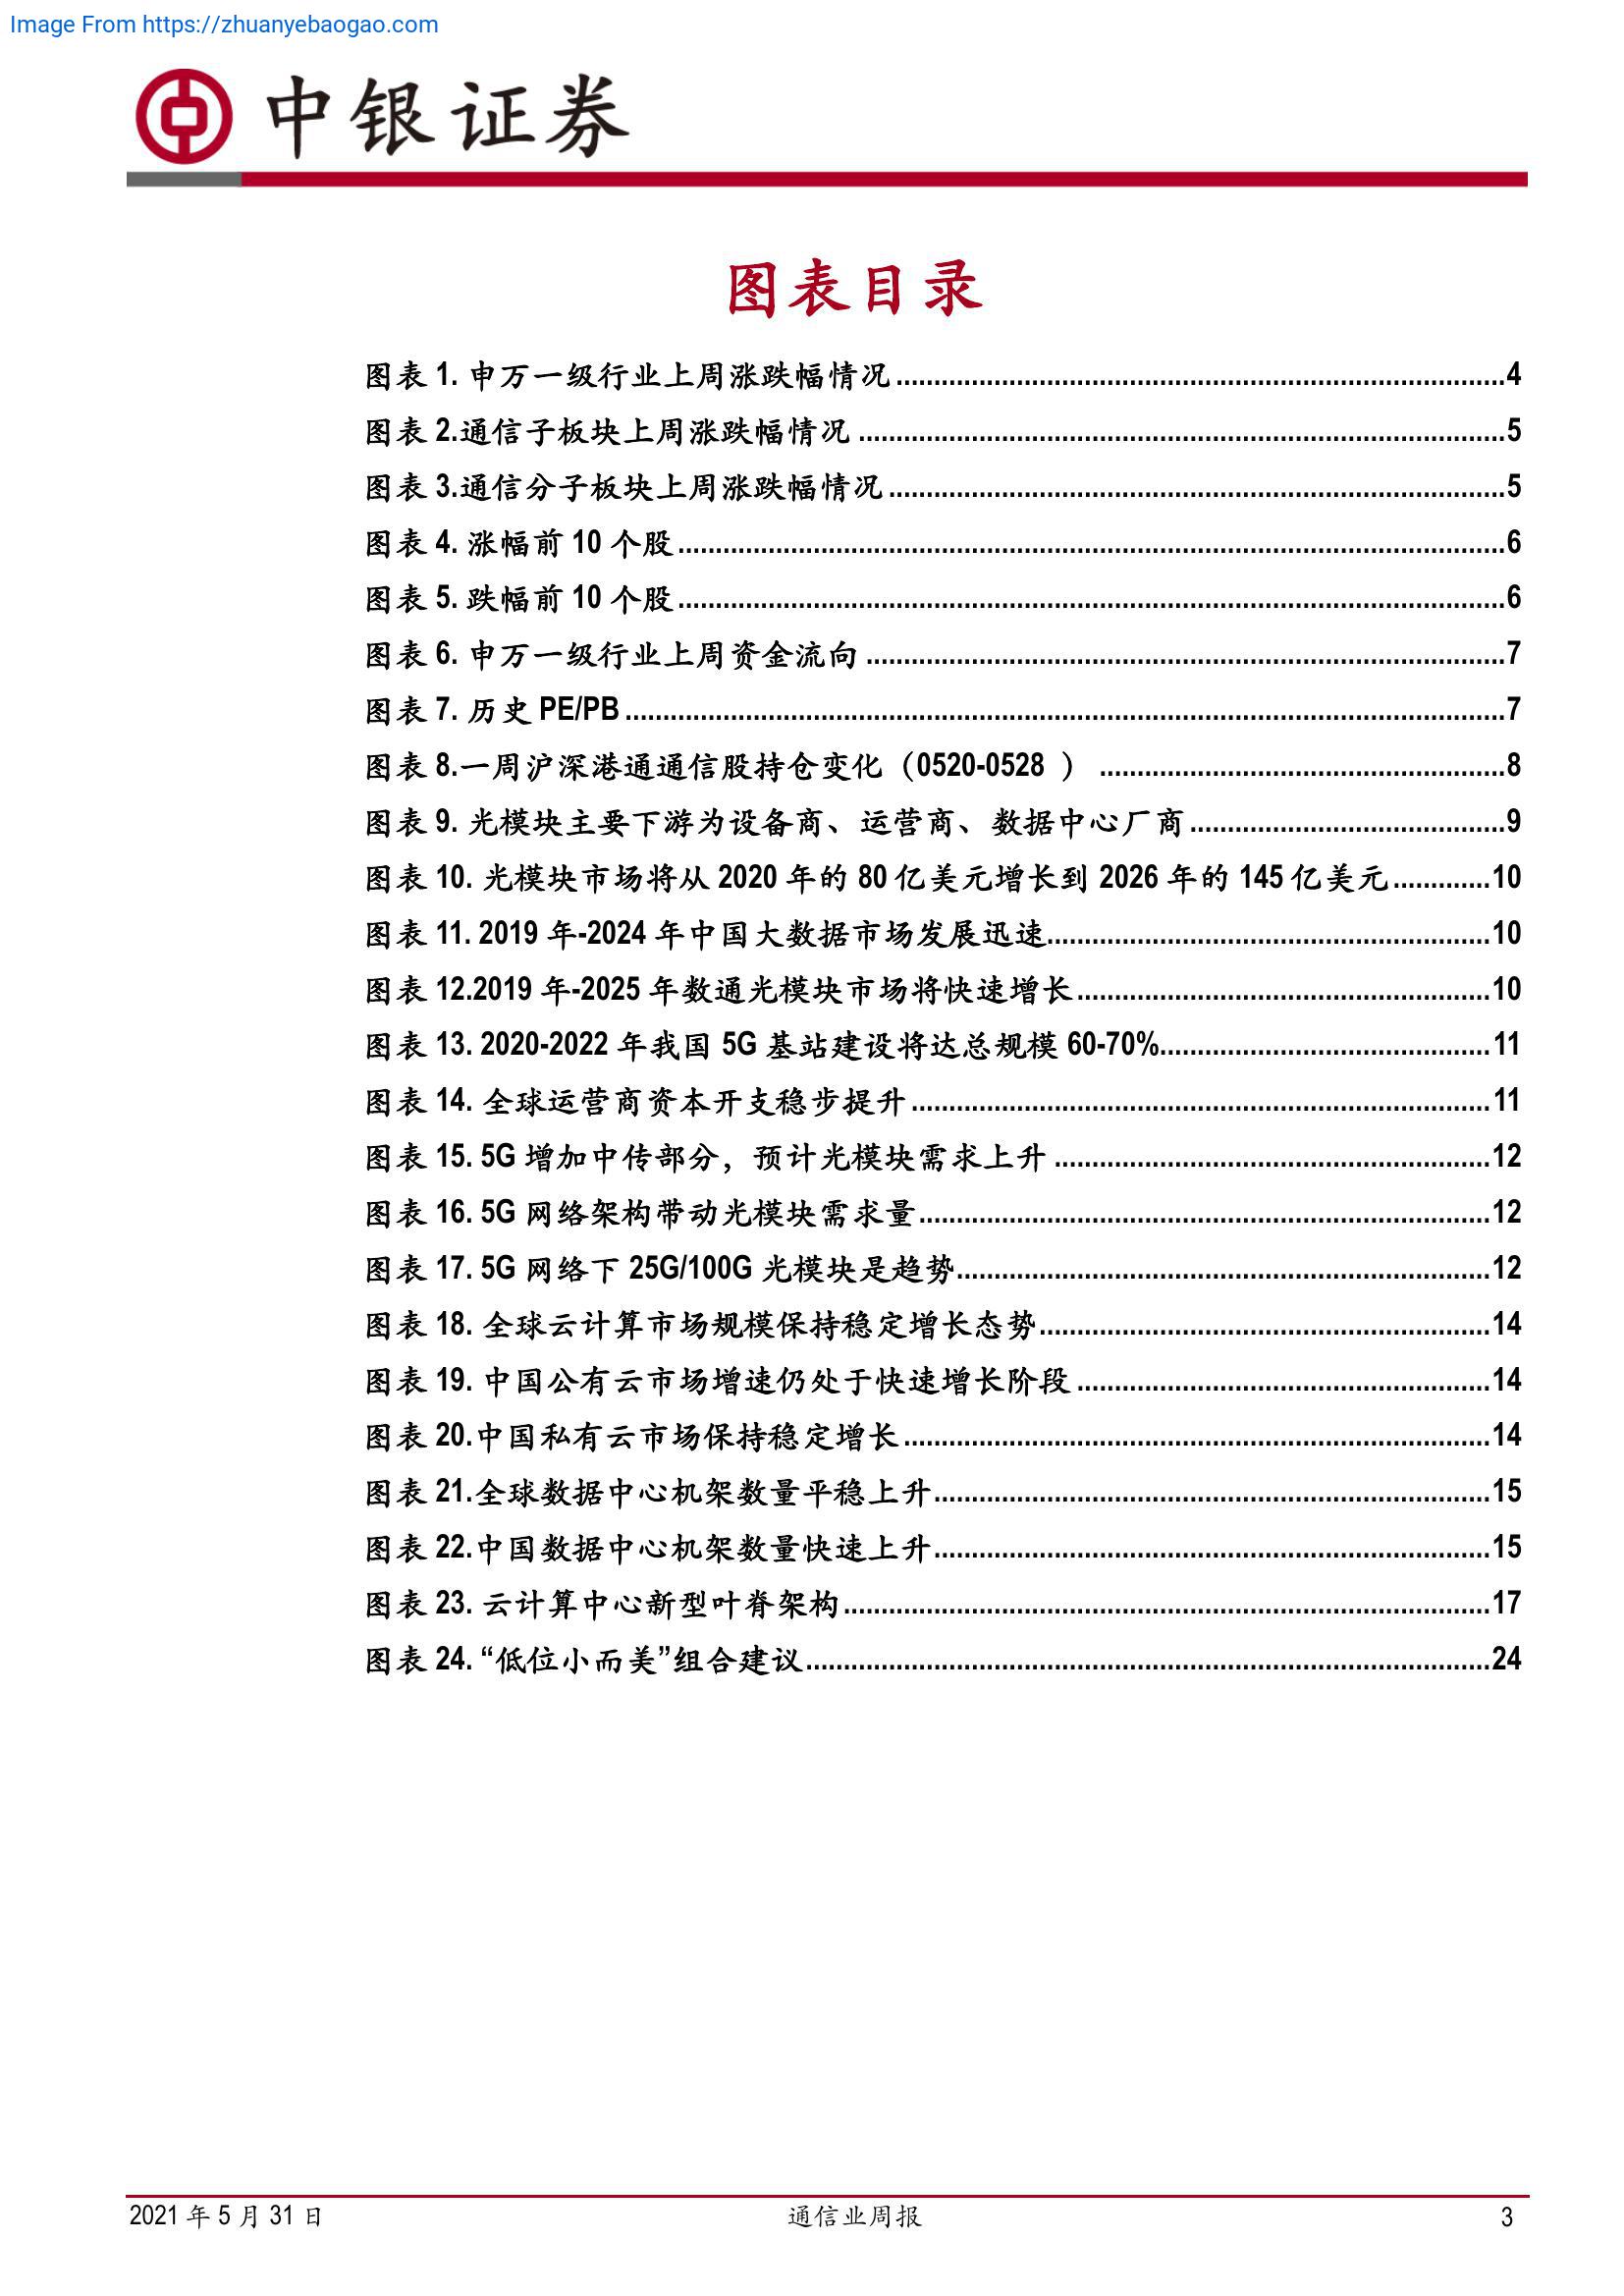 Image From https://zhuanyebaogao.com
中银证券
图表目录
图表 1. 申万一级行业上周涨跌幅情况................................................................................4
图表 2.通信子板块上周涨跌幅情况.....................................................................................5
图表 3.通信分子板块上周涨跌幅情况.................................................................................5
图表 4. 涨幅前 10 个股.............................................................................................................6
图表 5. 跌幅前 10 个股.............................................................................................................6
图表 6. 申万一级行业上周资金流向....................................................................................7
图表 7. 历史 PE/PB....................................................................................................................7
图表 8.一周沪深港通通信股持仓变化（0520-0528 ） ......................................................8
图表 9. 光模块主要下游为设备商、运营商、数据中心厂商..........................................9
图表 10. 光模块市场将从 2020 年的 80 亿美元增长到 2026 年的 145 亿美元.............10
图表 11. 2019 年-2024 年中国大数据市场发展迅速...........................................................10
图表 12.2019 年-2025 年数通光模块市场将快速增长.......................................................10
图表 13. 2020-2022 年我国 5G 基站建设将达总规模 60-70%............................................11
图表 14. 全球运营商资本开支稳步提升.............................................................................11
图表 15. 5G 增加中传部分，预计光模块需求上升..........................................................12
图表 16. 5G 网络架构带动光模块需求量............................................................................12
图表 17. 5G 网络下 25G/100G 光模块是趋势.......................................................................12
图表 18. 全球云计算市场规模保持稳定增长态势............................................................14
图表 19. 中国公有云市场增速仍处于快速增长阶段.......................................................14
图表 20.中国私有云市场保持稳定增长..............................................................................14
图表 21.全球数据中心机架数量平稳上升..........................................................................15
图表 22.中国数据中心机架数量快速上升..........................................................................15
图表 23. 云计算中心新型叶脊架构......................................................................................17
图表 24. “低位小而美”组合建议...........................................................................................24
2021 年 5 月 31 日
通信业周报
3